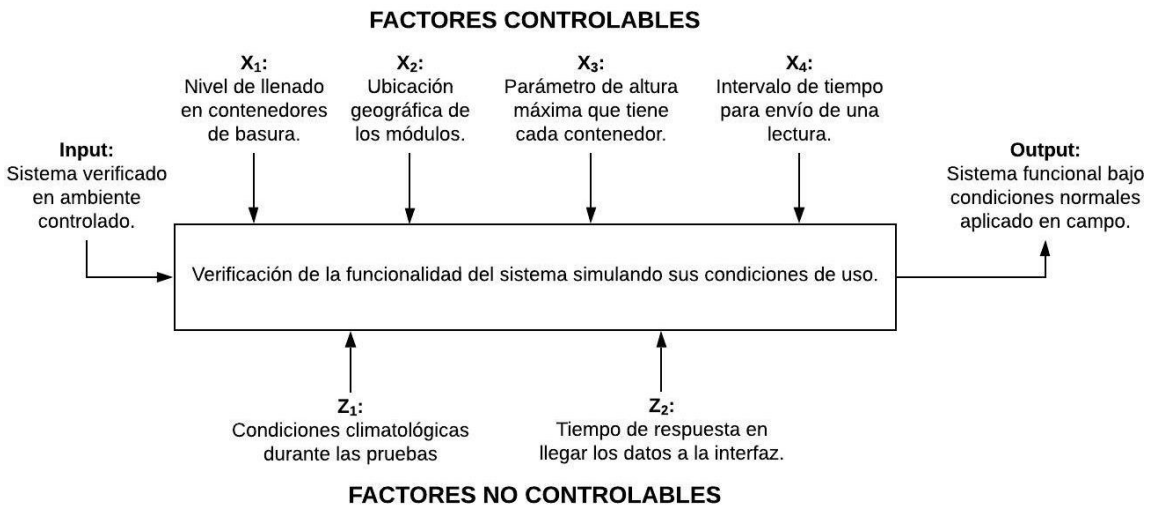 FACTORES CONTROLABLES
X₁:
Nivel de llenado
en contenedores
de basura.
X₂:
Ubicación
geográfica de
los módulos.
X₃:
Parámetro de altura
máxima que tiene
cada contenedor.
X₄:
Intervalo de tiempo
para envío de una
lectura.
Input:
Sistema verificado
en ambiente
controlado.
Output:
Sistema funcional bajo
condiciones normales
aplicado en campo.
Verificación de la funcionalidad del sistema simulando sus condiciones de uso.
Z₁:
Condiciones climatológicas
durante las pruebas
Z₂:
Tiempo de respuesta en
llegar los datos a la interfaz.
FACTORES NO CONTROLABLES